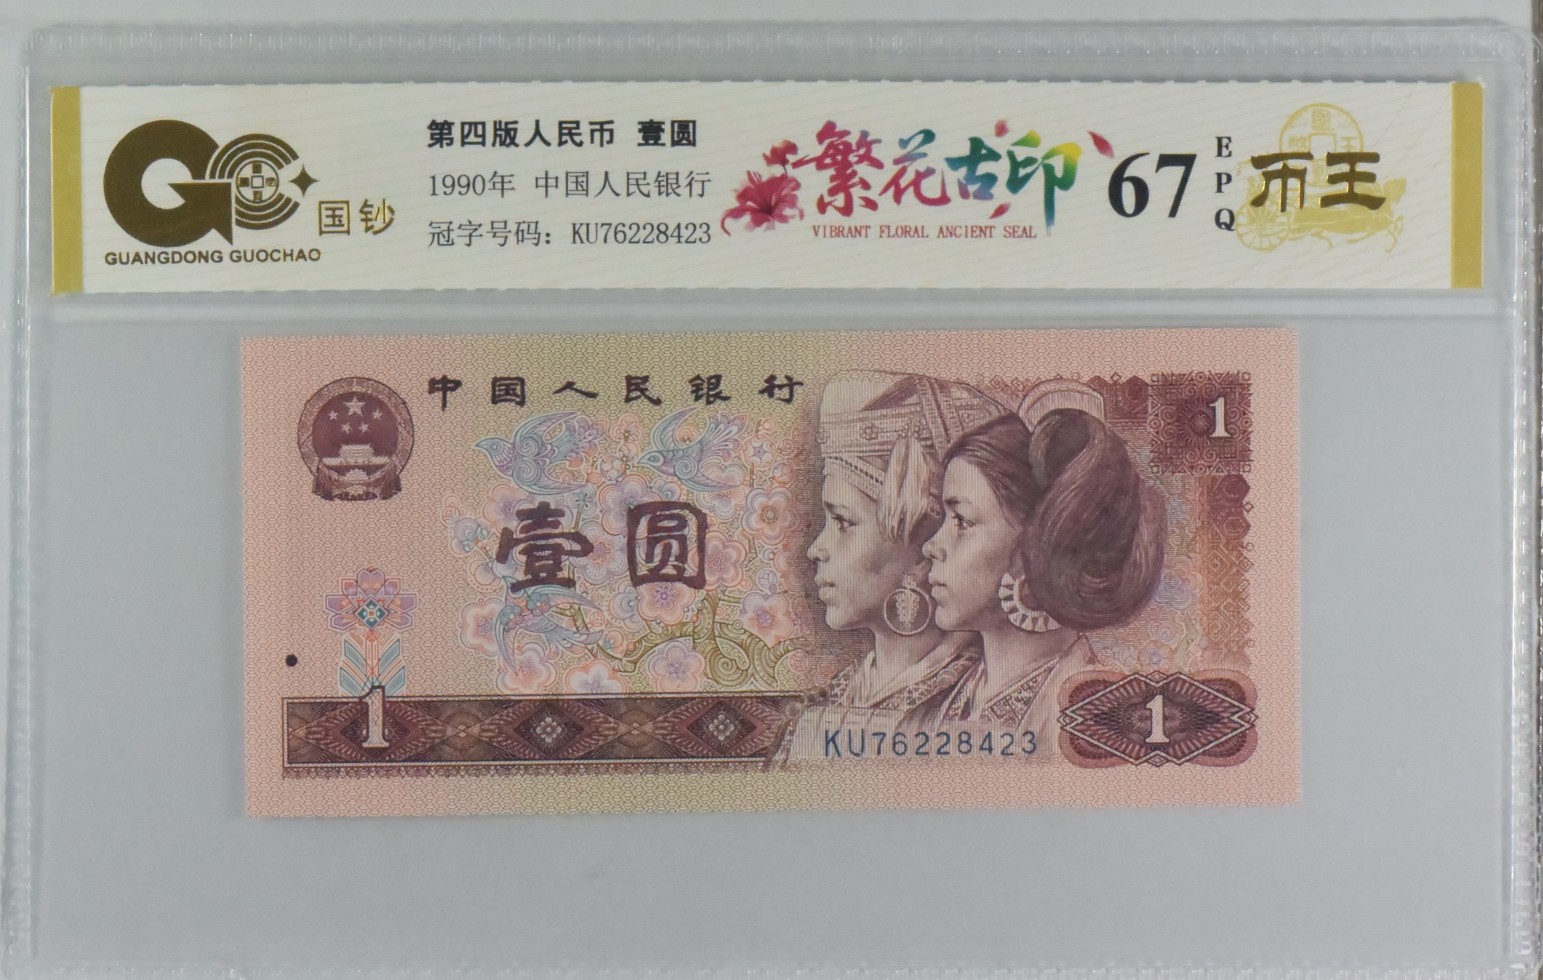 国钞
GUANGDONG GUOCHAO
第四版人民币 壹圆
1990年 中国人民银行
冠字号码：KU76228423
繁花古印
VIBRANT FLORAL ANCIENT SEAL
67
EPQ
币王
中国人民银行
1
壹圆
1
KU76228423
1